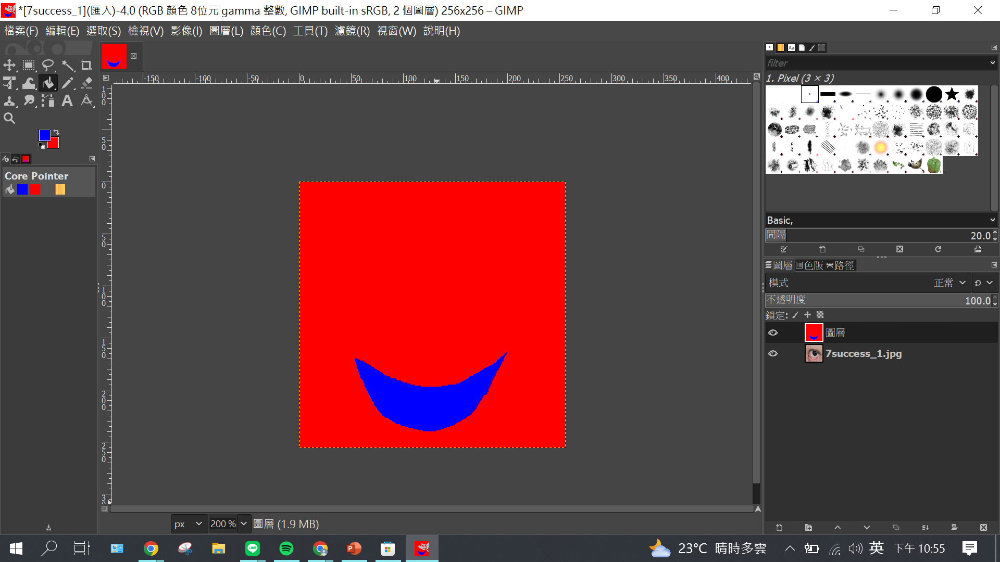 *[7success_1](匯入)-4.0 (RGB 顏色 8位元 gamma 整數, GIMP built-in sRGB, 2 個圖層) 256x256 – GIMP
檔案(F) 編輯(E) 選取(S) 檢視(V) 影像(I) 圖層(L) 顏色(C) 工具(T) 濾鏡(R) 視窗(W) 說明(H)
-150 -100 -50 0 50 100 150 200 250 300 350 400
100
-50
0
50
100
150
200
250
Core Pointer
Aa
filter
1. Pixel (3 × 3)
Basic,
間隔 20.0
圖層 色版 路徑
模式 正常
不透明度 100.0
鎖定:
圖層
7success_1.jpg
px 200 % 圖層 (1.9 MB)
23°C 晴時多雲 英 下午 10:55